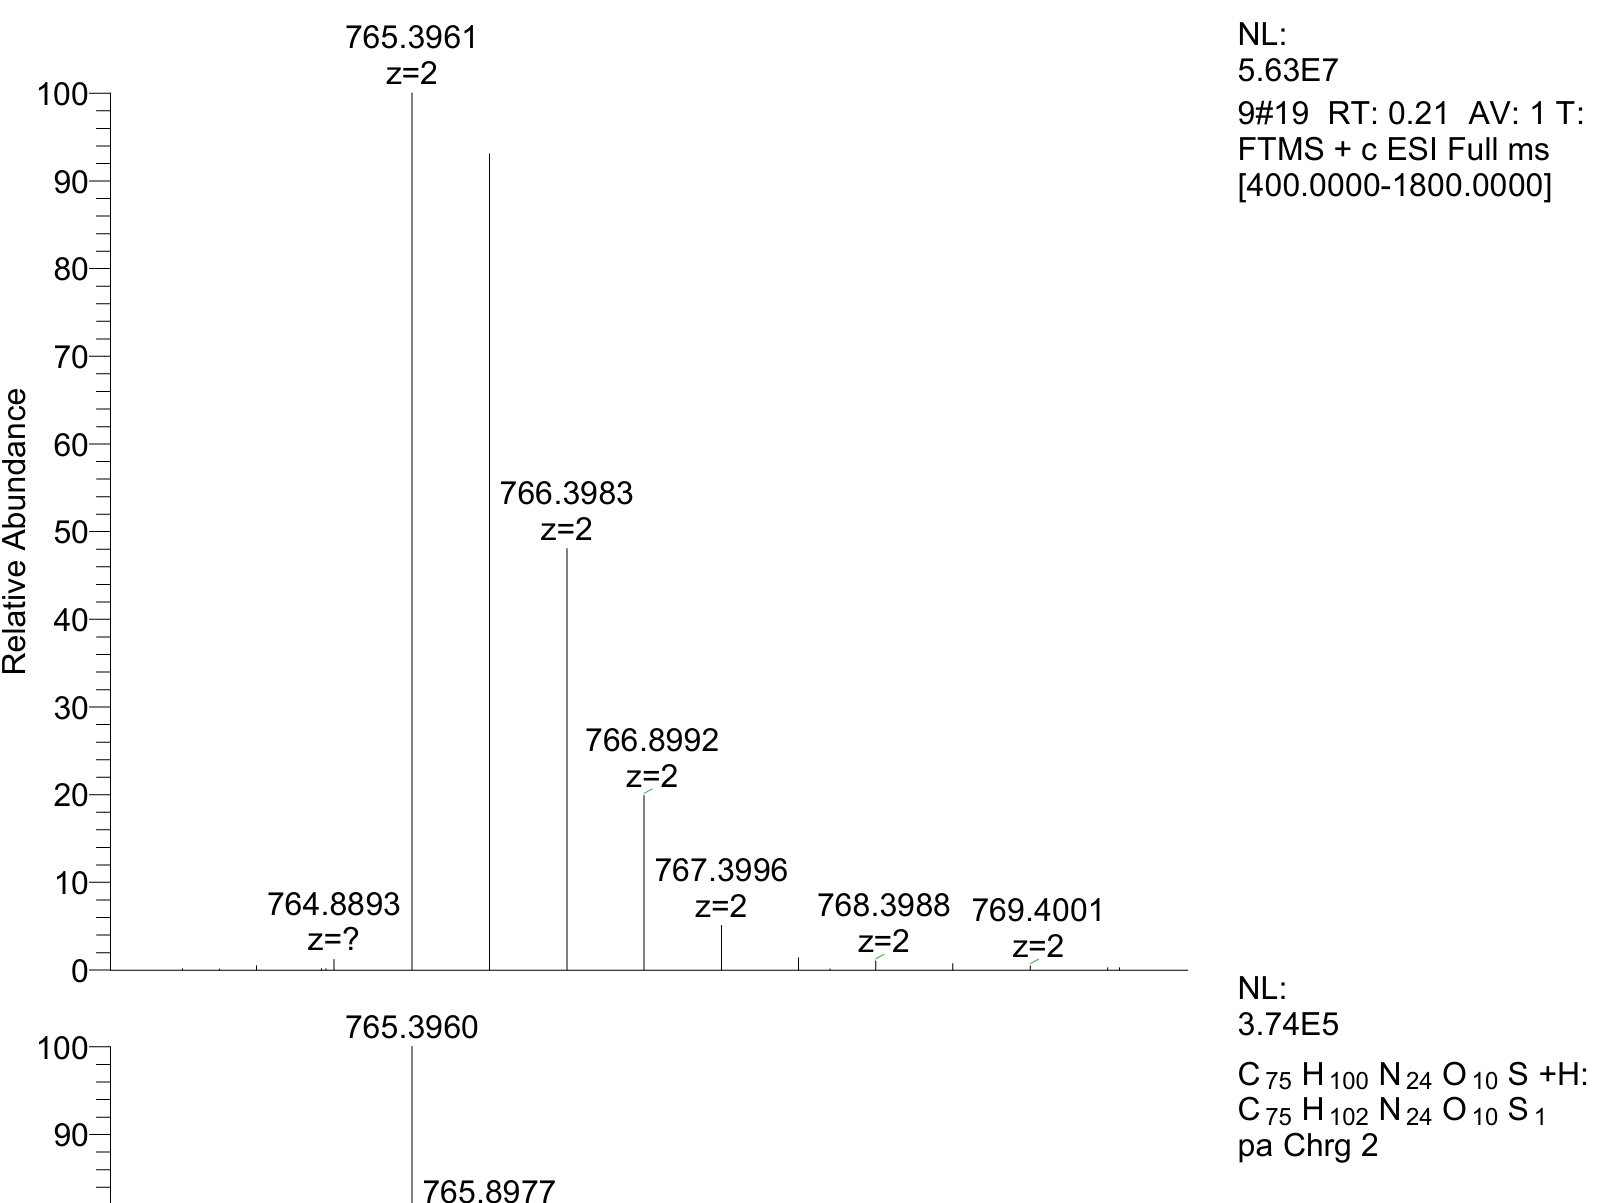 765.3961
z=2
NL:
5.63E7
9#19 RT: 0.21 AV: 1 T:
FTMS + c ESI Full ms
[400.0000-1800.0000]
100
90
80
70
60
50
40
30
20
10
0
Relative Abundance
766.3983
z=2
766.8992
z=2
767.3996
z=2
764.8893
z=?
768.3988
z=2
769.4001
z=2
NL:
3.74E5
C 75 H 100 N 24 O 10 S +H:
C 75 H 102 N 24 O 10 S 1
pa Chrg 2
765.3960
100
90
765.8977